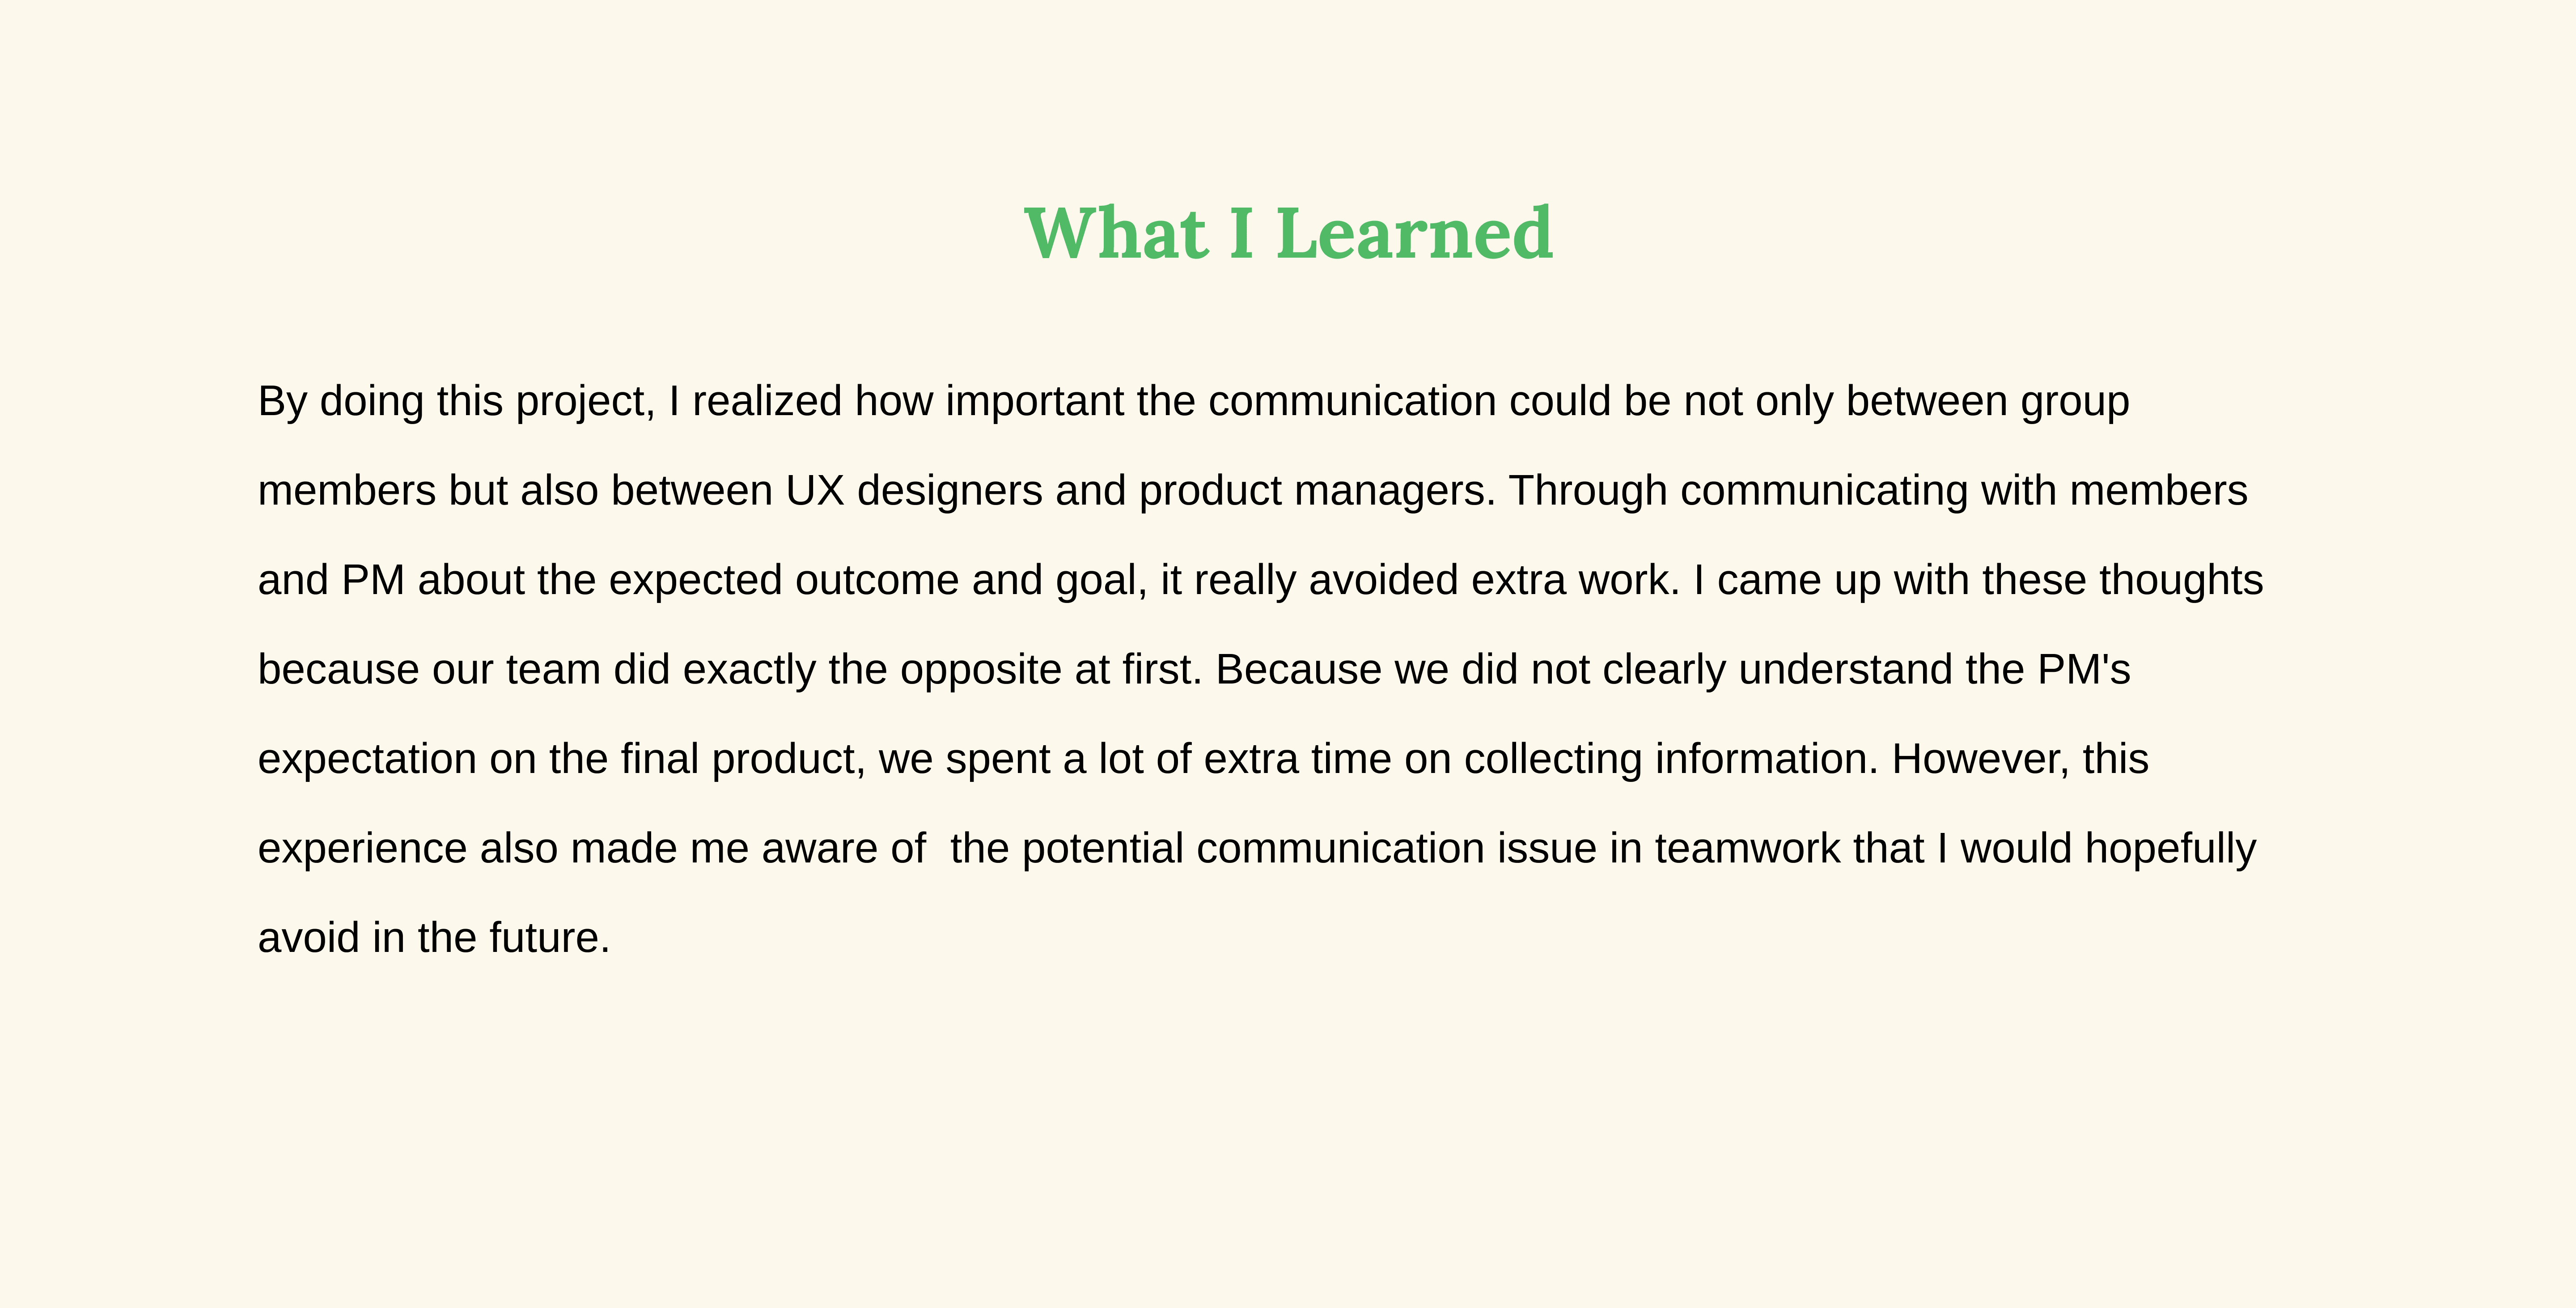 What I Learned
By doing this project, I realized how important the communication could be not only between group
members but also between UX designers and product managers. Through communicating with members
and PM about the expected outcome and goal, it really avoided extra work. I came up with these thoughts
because our team did exactly the opposite at first. Because we did not clearly understand the PM's
expectation on the final product, we spent a lot of extra time on collecting information. However, this
experience also made me aware of  the potential communication issue in teamwork that I would hopefully
avoid in the future.